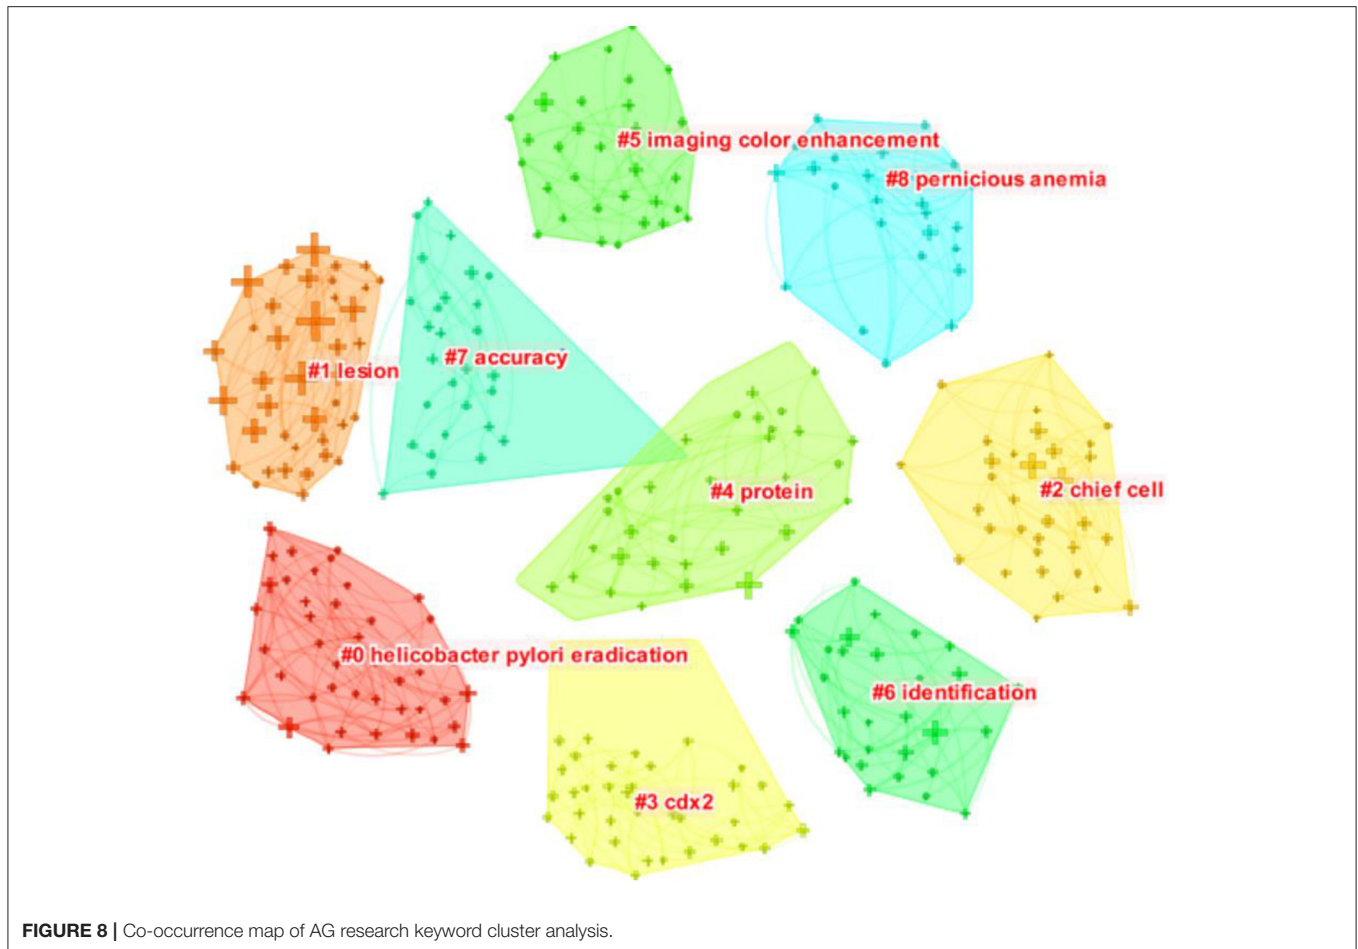 #5 imaging color enhancement
#8 pernicious anemia
#7 accuracy
#1 lesion
#4 protein
#2 chief cell
#0 helicobacter pylori eradication
#6 identification
#3 cdx2
FIGURE 8 | Co-occurrence map of AG research keyword cluster analysis.